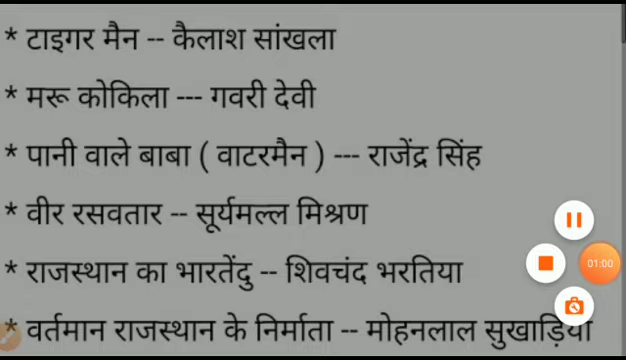 * टाइगर मैन -- कैलाश सांखला
* मरू कोकिला --- गवरी देवी
* पानी वाले बाबा ( वाटरमैन ) --- राजेंद्र सिंह
* वीर रसवतार -- सूर्यमल्ल मिश्रण
* राजस्थान का भारतेंदु -- शिवचंद भरतिया
* वर्तमान राजस्थान के निर्माता -- मोहनलाल सुखाड़िया
01:00